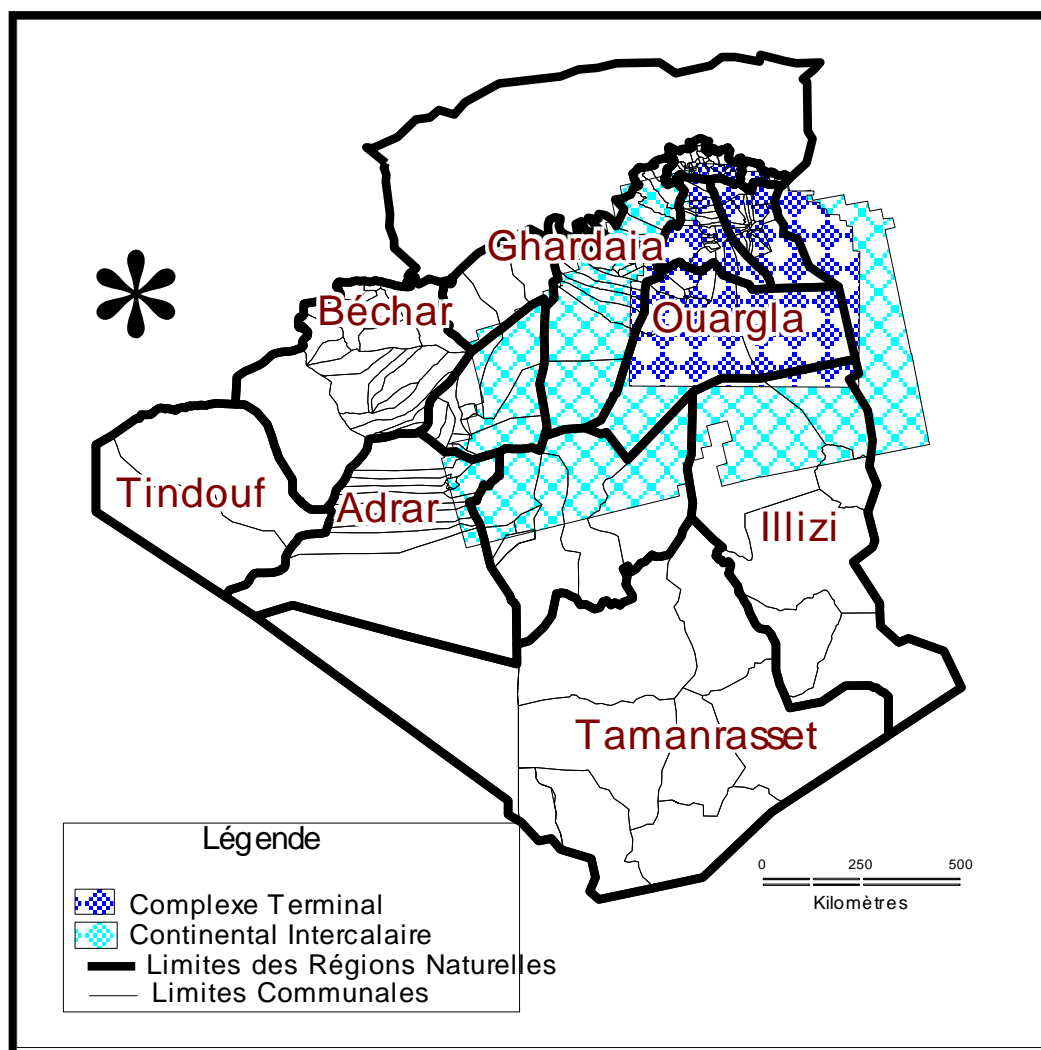 Ghardaia
Béchar
Ouargla
Tindouf
Adrar
Illizi
Tamanrasset
Légende
Complexe Terminal
Continental Intercalaire
Limites des Régions Naturelles
Limites Communales
0 250 500
Kilomètres